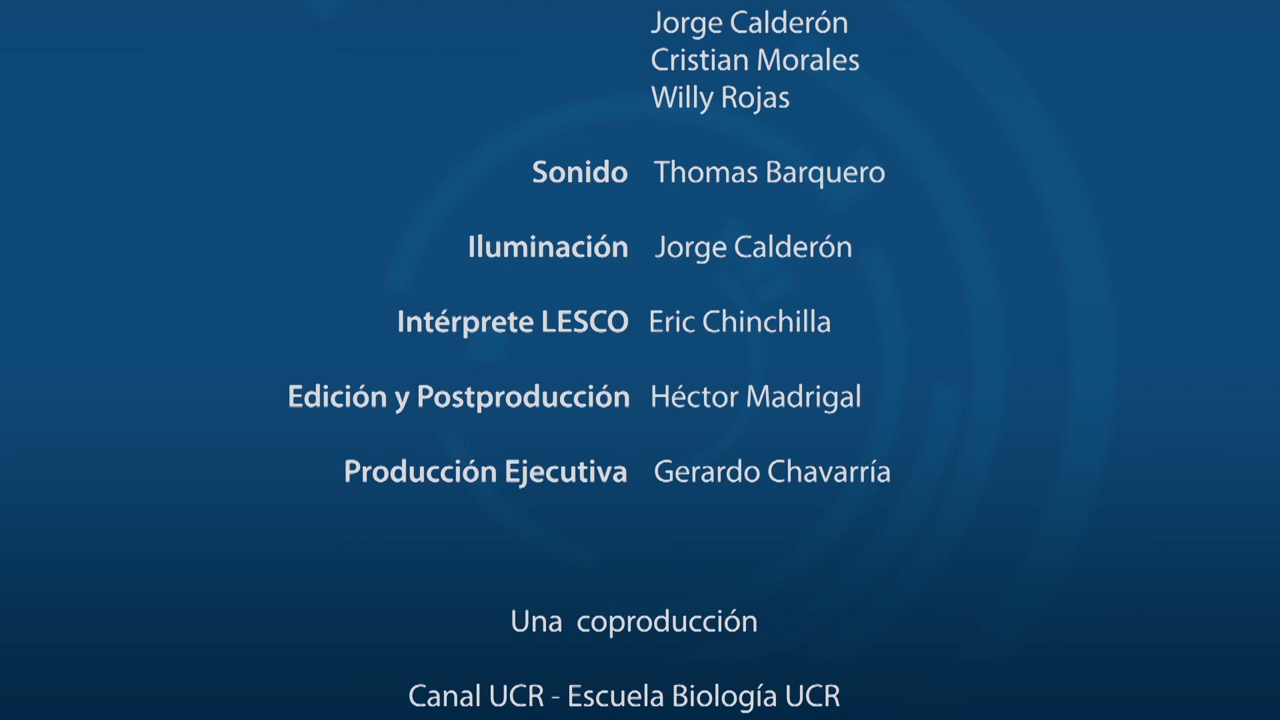 Jorge Calderón
Cristian Morales
Willy Rojas
Sonido Thomas Barquero
Iluminación Jorge Calderón
Intérprete LESCO Eric Chinchilla
Edición y Postproducción Héctor Madrigal
Producción Ejecutiva Gerardo Chavarría
Una coproducción
Canal UCR - Escuela Biología UCR